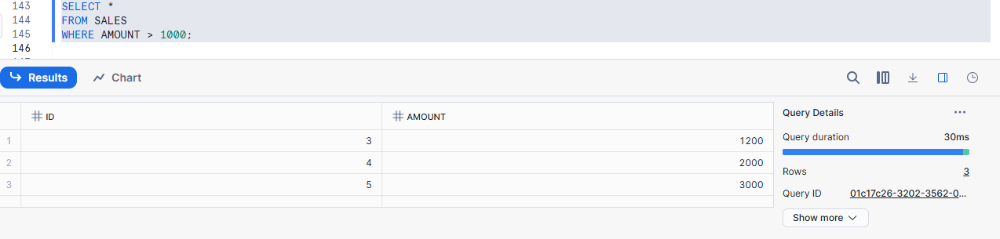 143 SELECT *
144 FROM SALES
145 WHERE AMOUNT > 1000;
146
Results Chart
ID AMOUNT
1 3 1200
2 4 2000
3 5 3000
Query Details ...
Query duration 30ms
Rows 3
Query ID 01c17c26-3202-3562-0...
Show more